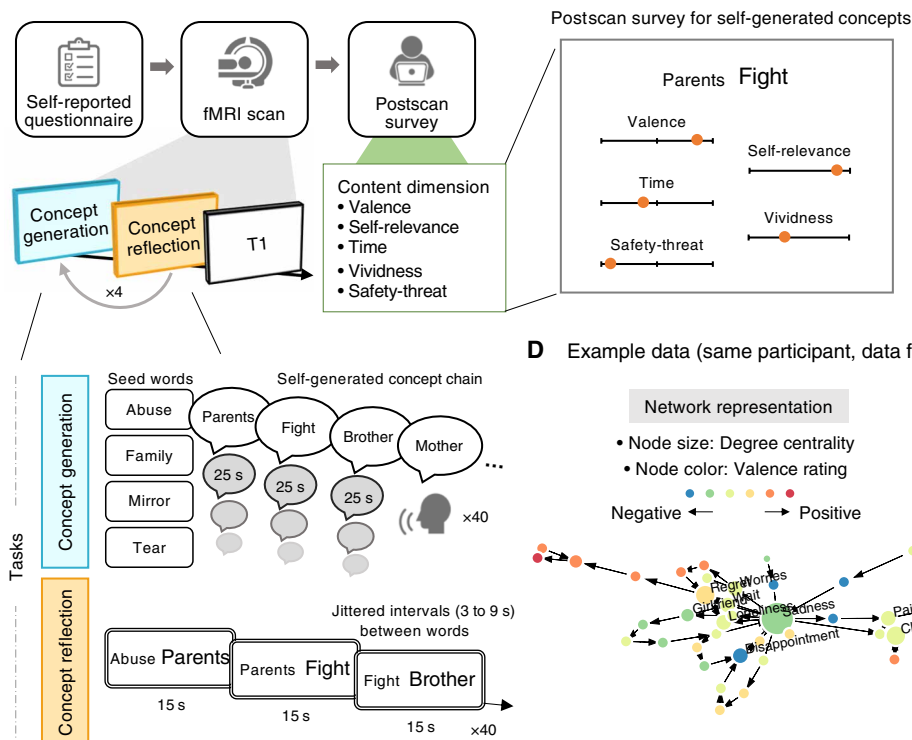 Self-reported
questionnaire
fMRI scan
Postscan
survey
Concept
generation
Concept
reflection
T1
×4
Content dimension
• Valence
• Self-relevance
• Time
• Vividness
• Safety-threat
Postscan survey for self-generated concepts
Parents Fight
Valence
Self-relevance
Time
Vividness
Safety-threat
Tasks
Concept generation
Seed words
Self-generated concept chain
Abuse
Family
Mirror
Tear
Parents
Fight
Brother
Mother
...
25 s
25 s
25 s
×40
Concept reflection
Jittered intervals (3 to 9 s)
between words
Abuse Parents
Parents Fight
Fight Brother
15 s
15 s
15 s
×40
D Example data (same participant, data f
Network representation
• Node size: Degree centrality
• Node color: Valence rating
Negative
Positive
Regret
Worries
Wait
Girlfriend
Loneliness
Sadness
Disappointment
Pai